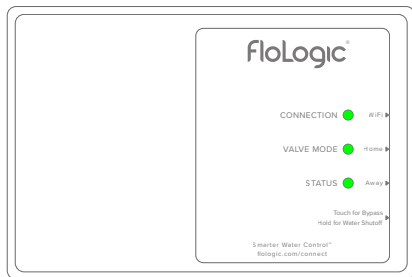 FloLogic®
CONNECTION WiFi
VALVE MODE Home
STATUS Away
Touch for Bypass
Hold for Water Shutoff
Smarter Water Control™
flologic.com/connect